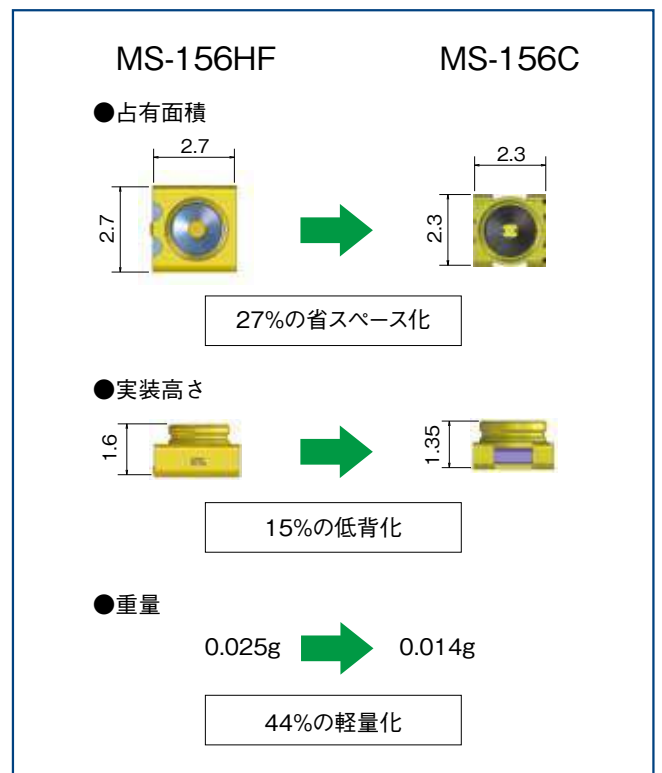 MS-156HF MS-156C
●占有面積
2.7 2.3
2.7 2.3
27%の省スペース化
●実装高さ
1.6 1.35
15%の低背化
●重量
0.025g 0.014g
44%の軽量化